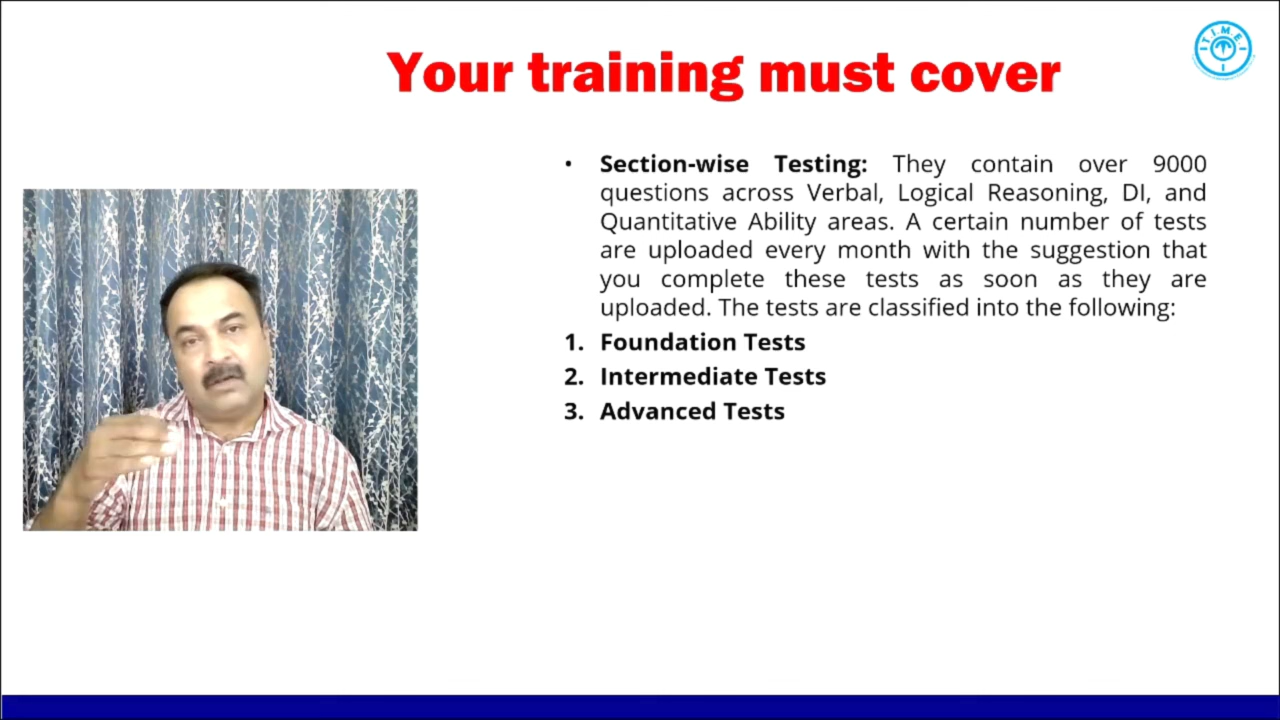 Your training must cover
TIME
• Section-wise Testing: They contain over 9000
questions across Verbal, Logical Reasoning, DI, and
Quantitative Ability areas. A certain number of tests
are uploaded every month with the suggestion that
you complete these tests as soon as they are
uploaded. The tests are classified into the following:
1. Foundation Tests
2. Intermediate Tests
3. Advanced Tests